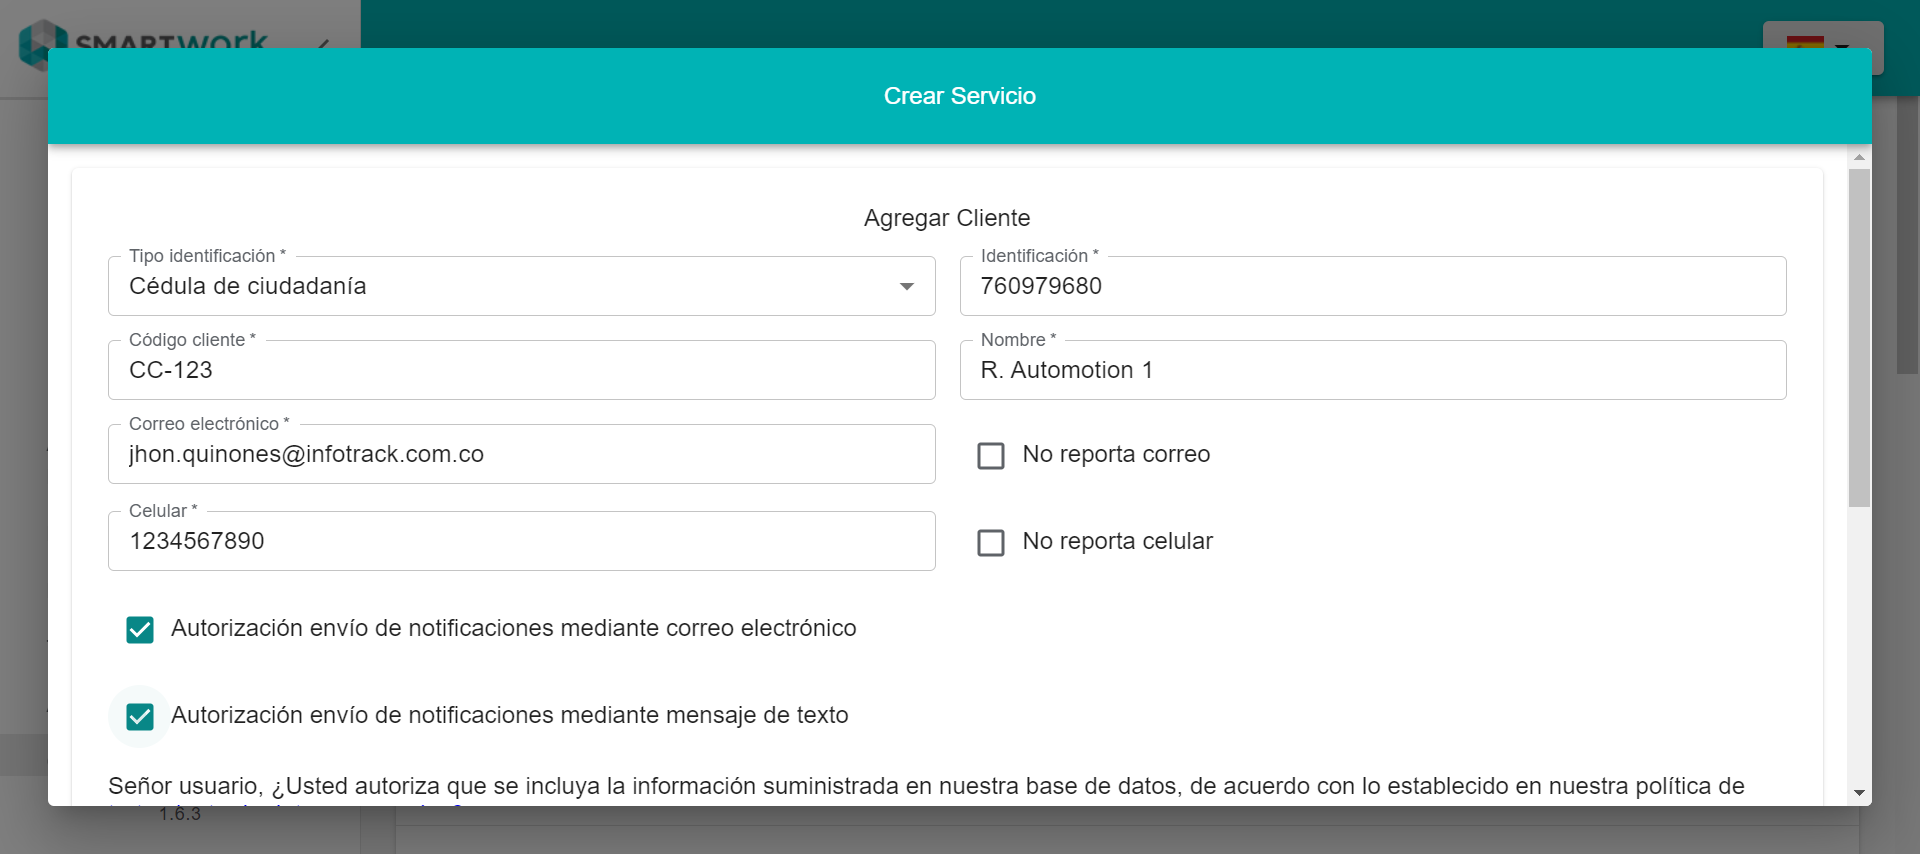 SMARTWORK
Crear Servicio
Agregar Cliente
Tipo identificación *
Cédula de ciudadanía
Identificación *
760979680
Código cliente *
CC-123
Nombre *
R. Automotion 1
Correo electrónico *
jhon.quinones@infotrack.com.co
No reporta correo
Celular *
1234567890
No reporta celular
Autorización envío de notificaciones mediante correo electrónico
Autorización envío de notificaciones mediante mensaje de texto
Señor usuario, ¿Usted autoriza que se incluya la información suministrada en nuestra base de datos, de acuerdo con lo establecido en nuestra política de
1.6.3